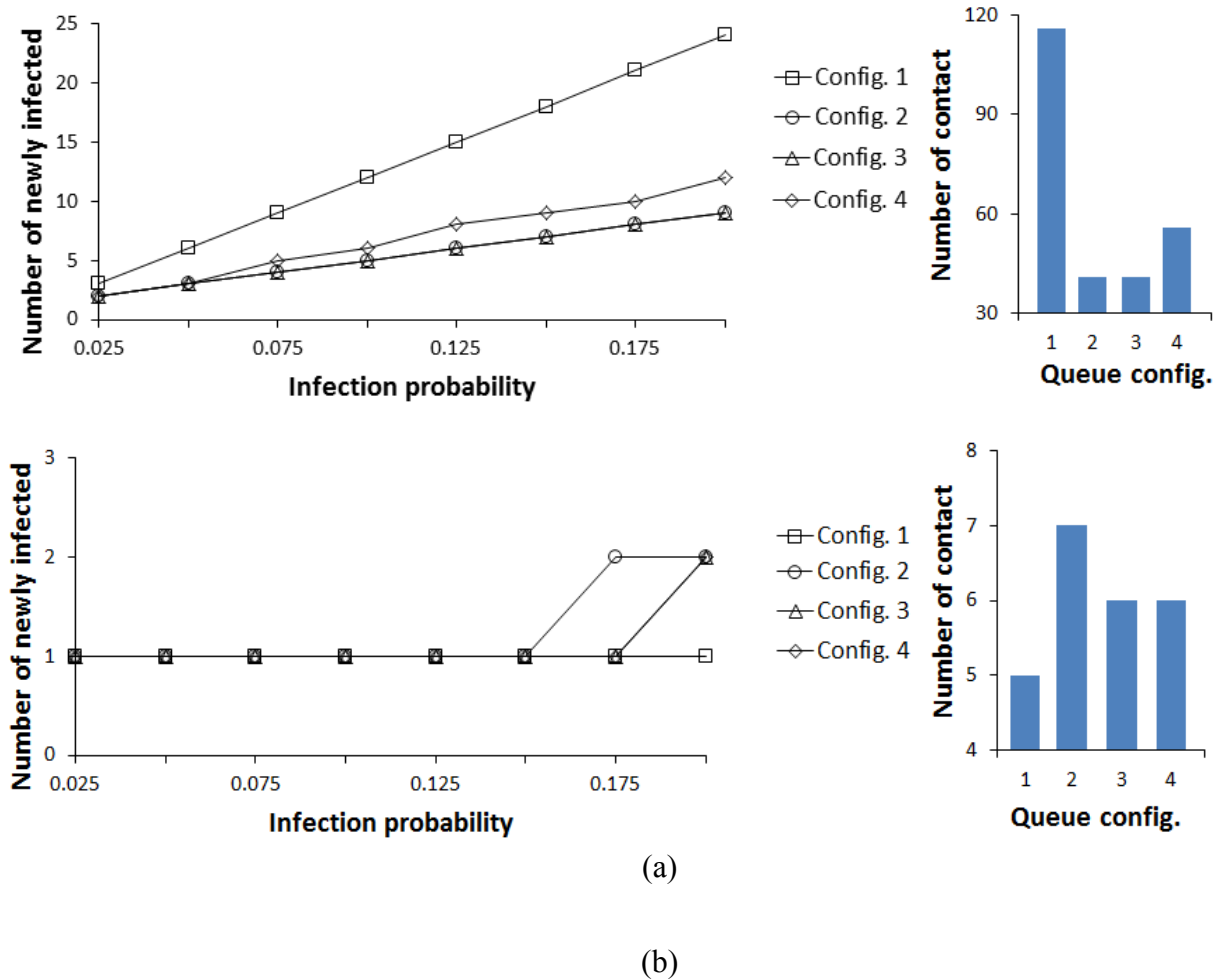 Number of newly infected
25
20
15
10
5
0
0.025
0.075
0.125
0.175
Infection probability
Config. 1
Config. 2
Config. 3
Config. 4
Number of contact
120
90
60
30
1
2
3
4
Queue config.
Number of newly infected
3
2
1
0
0.025
0.075
0.125
0.175
Infection probability
Config. 1
Config. 2
Config. 3
Config. 4
Number of contact
8
7
6
5
4
1
2
3
4
Queue config.
(a)
(b)